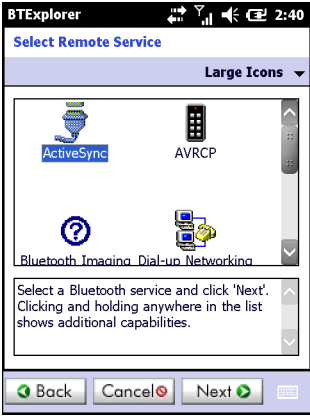 BTExplorer 2:40
Select Remote Service
Large Icons
ActiveSync AVRCP
Bluetooth Imaging Dial-up Networking
Select a Bluetooth service and click 'Next'.
Clicking and holding anywhere in the list
shows additional capabilities.
Back Cancel Next